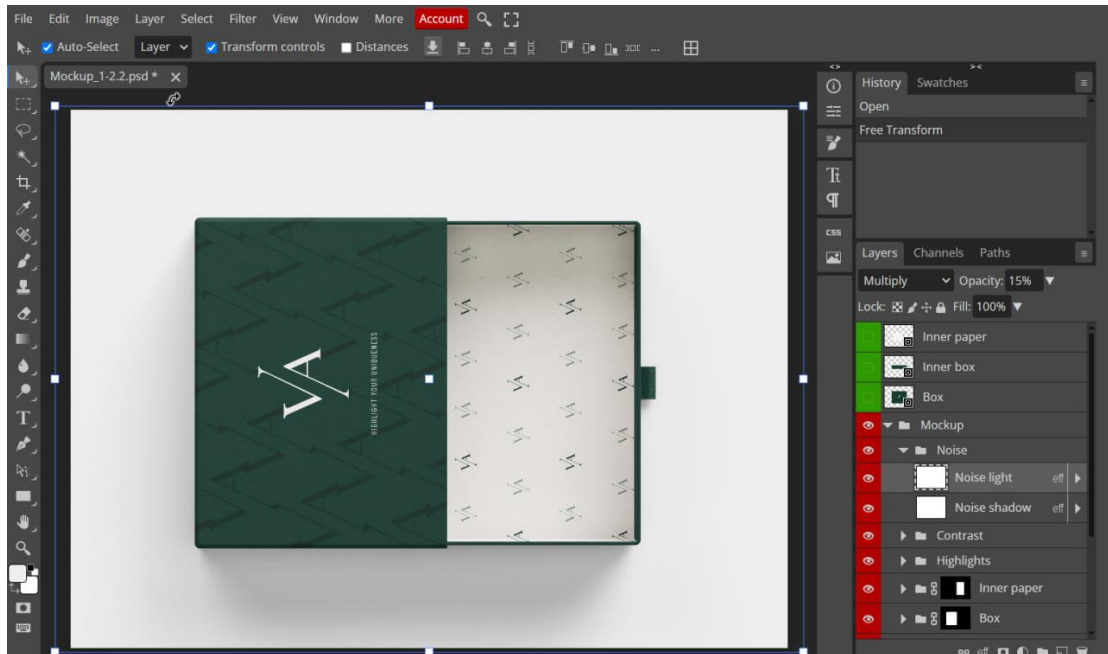 File Edit Image Layer Select Filter View Window More Account
Auto-Select Layer Transform controls Distances ...
Mockup_1-2.2.psd *
History Swatches
Open
Free Transform
CSS
Layers Channels Paths
Multiply Opacity: 15%
Lock: Fill: 100%
Inner paper
Inner box
Box
Mockup
Noise
Noise light eff
Noise shadow eff
Contrast
Highlights
Inner paper
Box
eff
VA
HIGHLIGHT YOUR UNIQUENESS